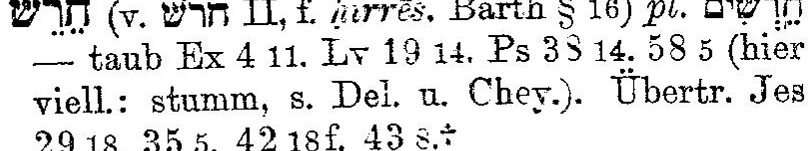 חֵרֵשׁ (v. חרשׁ II, f. ḥirrēš. Barth § 16) pl. חֵרְשִׁים
— taub Ex 4 11. Lv 19 14. Ps 38 14. 58 5 (hier
viell.: stumm, s. Del. u. Chey.). Übertr. Jes
29 18. 35 5. 42 18 f. 43 8.†